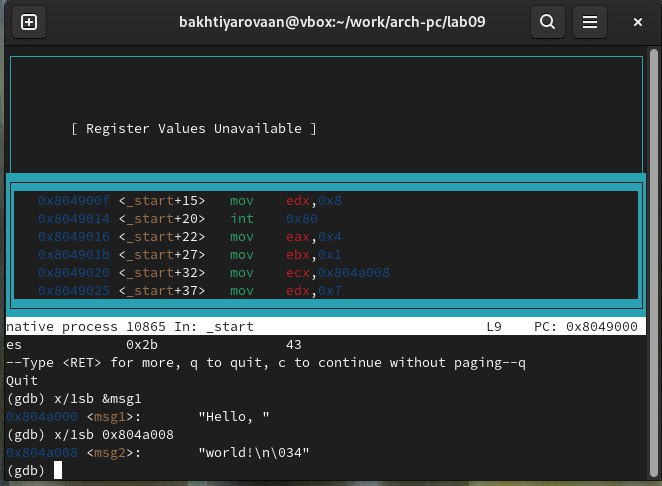 bakhtiyarovaan@vbox:~/work/arch-pc/lab09
[ Register Values Unavailable ]
0x804900f <_start+15> mov edx,0x8
0x8049014 <_start+20> int 0x80
0x8049016 <_start+22> mov eax,0x4
0x804901b <_start+27> mov ebx,0x1
0x8049020 <_start+32> mov ecx,0x804a008
0x8049025 <_start+37> mov edx,0x7
native process 10865 In: _start L9 PC: 0x8049000
es 0x2b 43
--Type <RET> for more, q to quit, c to continue without paging--q
Quit
(gdb) x/1sb &msg1
0x804a000 <msg1>: "Hello, "
(gdb) x/1sb 0x804a008
0x804a008 <msg2>: "world!\n\034"
(gdb)